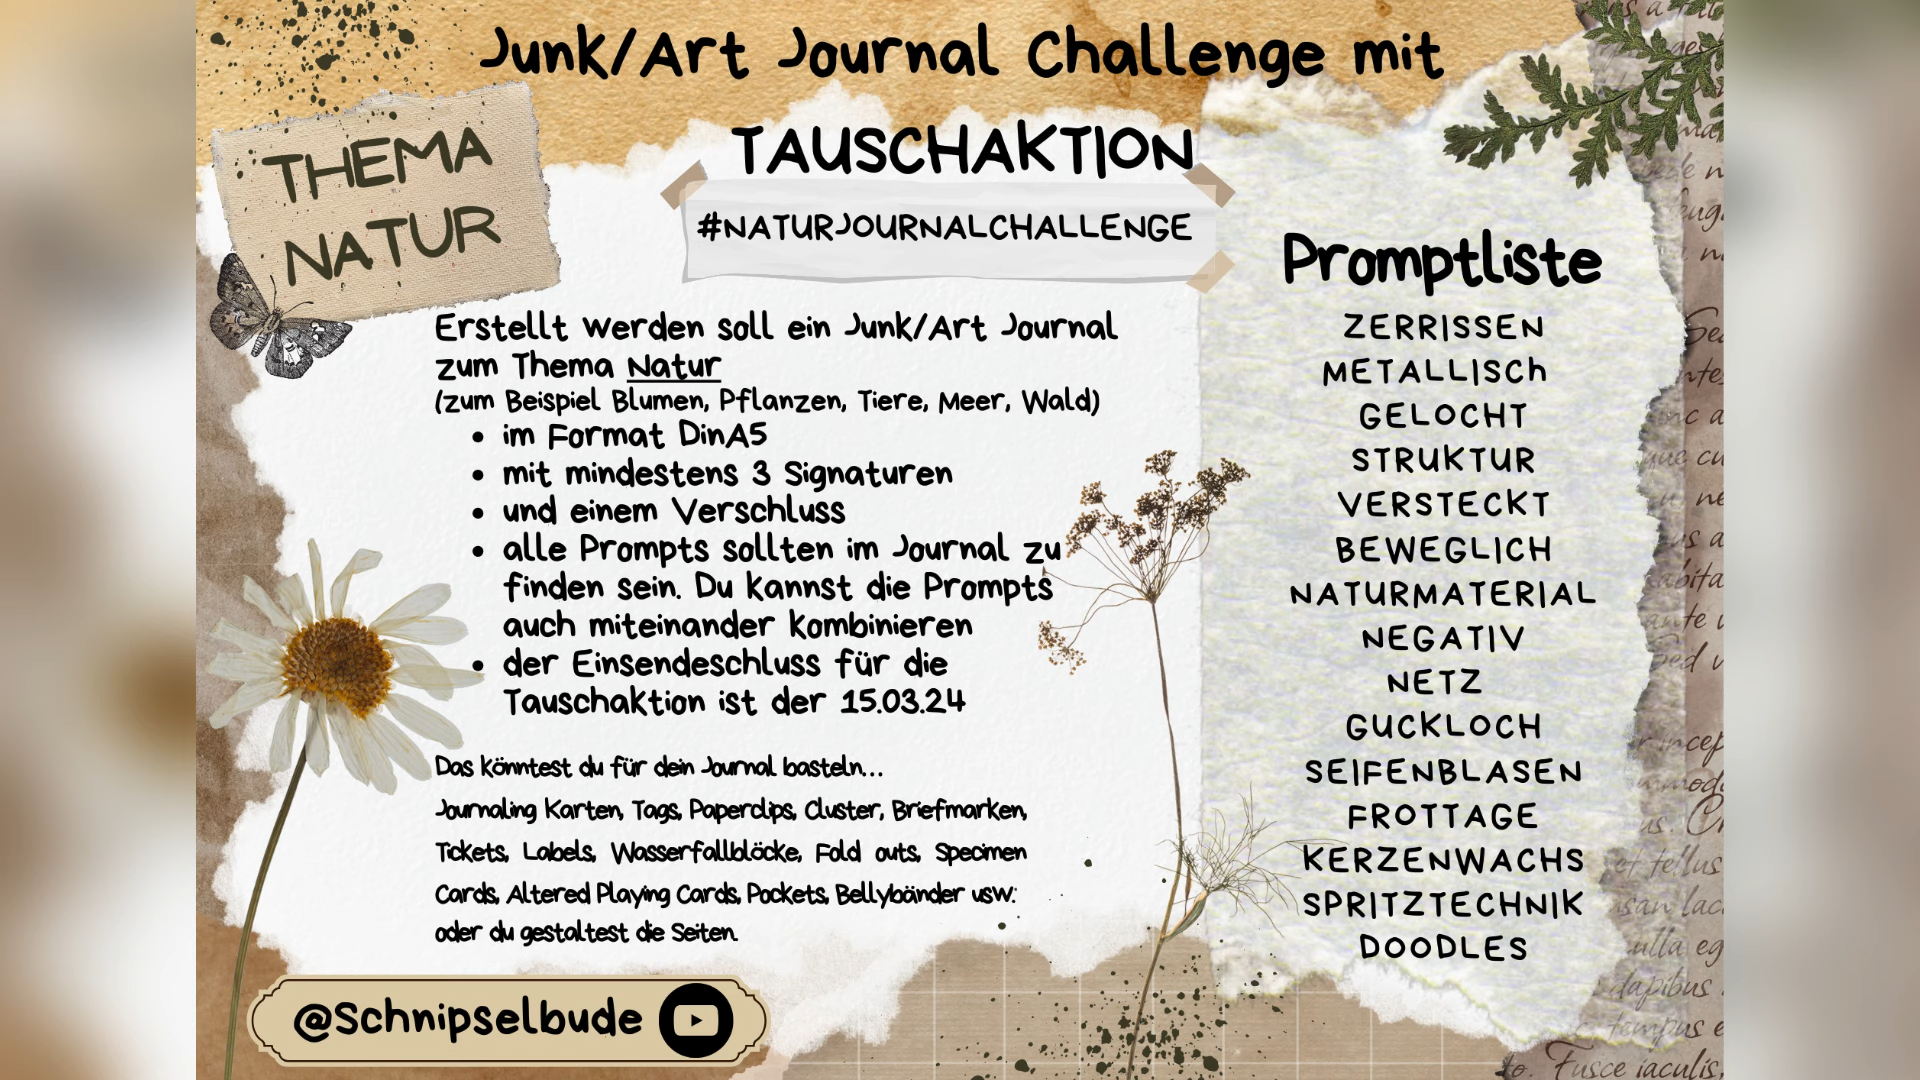 Junk/Art Journal Challenge mit
TAUSCHAKTION
THEMA
NATUR
#NATURJOURNALCHALLENGE
Erstellt werden soll ein Junk/Art Journal
zum Thema Natur
(zum Beispiel Blumen, Pflanzen, Tiere, Meer, Wald)
• im Format DinA5
• mit mindestens 3 Signaturen
• und einem Verschluss
• alle Prompts sollten im Journal zu
finden sein. Du kannst die Prompts
auch miteinander kombinieren
• der Einsendeschluss für die
Tauschaktion ist der 15.03.24
Das könntest du für dein Journal basteln...
Journaling Karten, Tags, Paperclips, Cluster, Briefmarken,
Tickets, Labels, Wasserfallblöcke, Fold outs, Specimen
Cards, Altered Playing Cards, Pockets, Bellybänder usw.:
oder du gestaltest die Seiten.
@Schnipselbude
Promptliste
ZERRISSEN
METALLISCh
GELOCHT
STRUKTUR
VERSTECKT
BEWEGLICH
NATURMATERIAL
NEGATIV
NETZ
GUCKLOCH
SEIFENBLASEN
FROTTAGE
KERZENWACHS
SPRITZTECHNIK
DOODLES
Fusce iaculis,